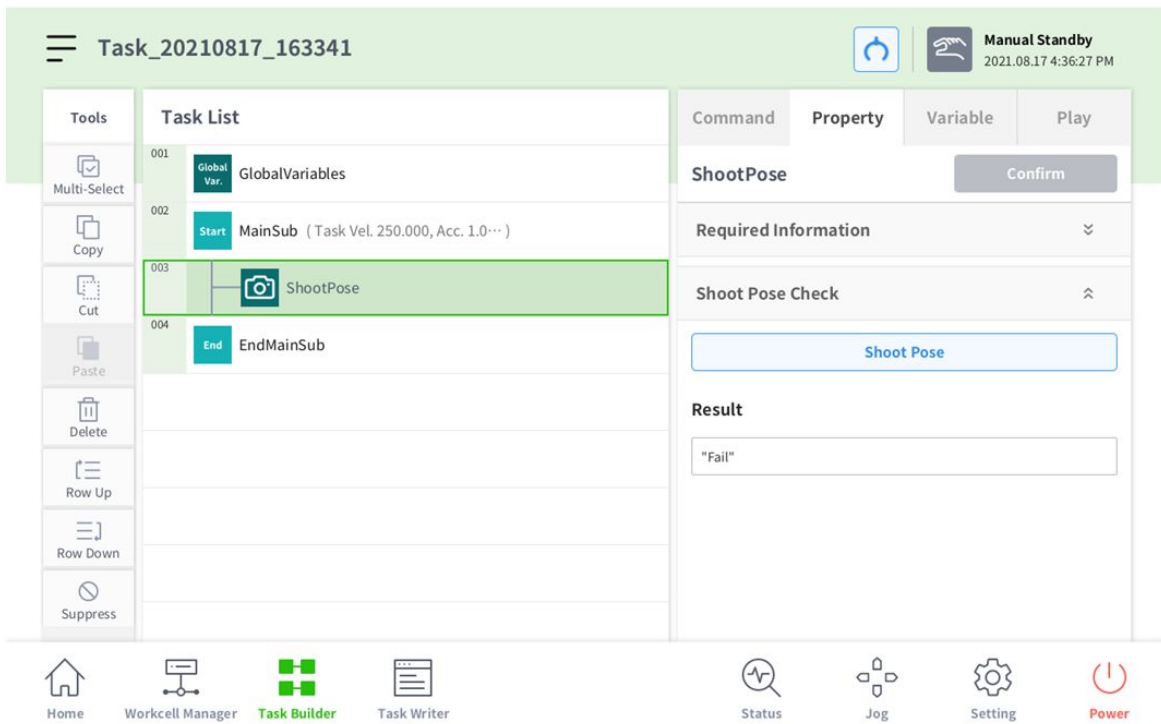 Task_20210817_163341
Manual Standby
2021.08.17 4:36:27 PM
Tools
Multi-Select
Copy
Cut
Paste
Delete
Row Up
Row Down
Suppress
Task List
001
Global
Var.
GlobalVariables
002
Start
MainSub ( Task Vel. 250.000, Acc. 1.0··· )
003
ShootPose
004
End
EndMainSub
Command
Property
Variable
Play
ShootPose
Confirm
Required Information
Shoot Pose Check
Shoot Pose
Result
"Fail"
Home
Workcell Manager
Task Builder
Task Writer
Status
Jog
Setting
Power